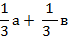 1/3 а + 1/3 в